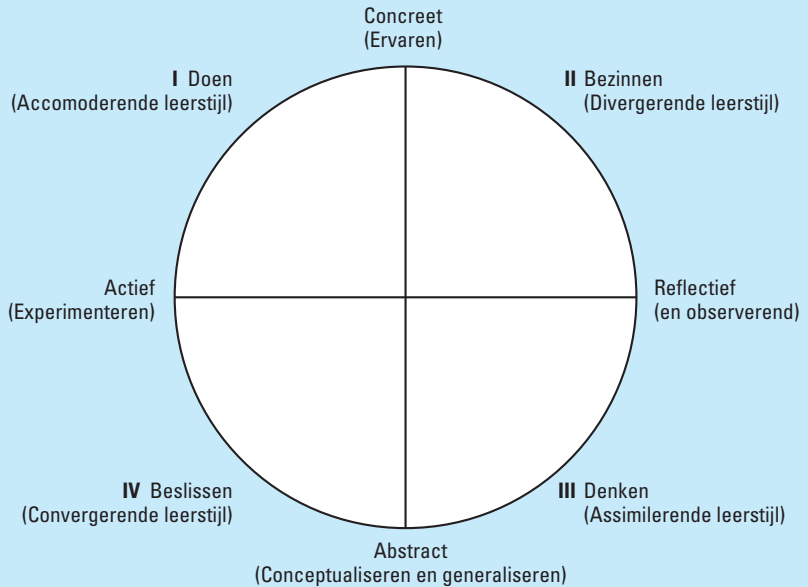 Concreet
(Ervaren)
I Doen
(Accomoderende leerstijl)
II Bezinnen
(Divergerende leerstijl)
Actief
(Experimenteren)
Reflectief
(en observerend)
IV Beslissen
(Convergerende leerstijl)
III Denken
(Assimilerende leerstijl)
Abstract
(Conceptualiseren en generaliseren)